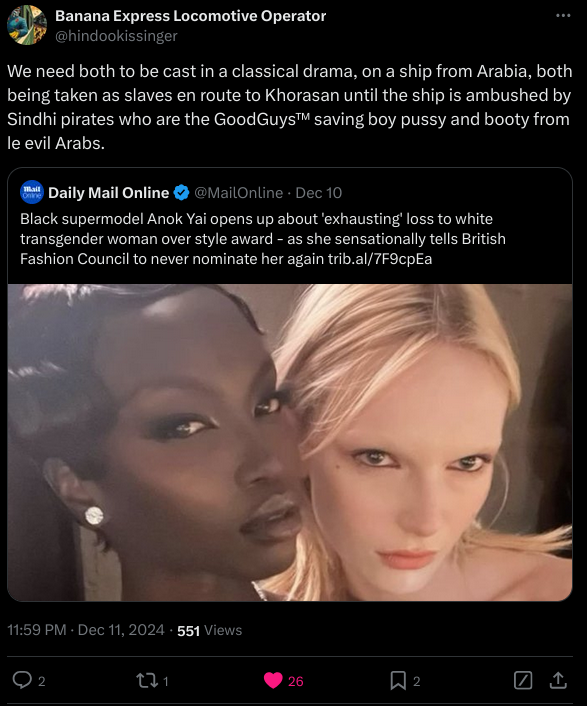 Banana Express Locomotive Operator
@hindookissinger
We need both to be cast in a classical drama, on a ship from Arabia, both
being taken as slaves en route to Khorasan until the ship is ambushed by
Sindhi pirates who are the GoodGuys™ saving boy pussy and booty from
le evil Arabs.
Mail
Online
Daily Mail Online @MailOnline · Dec 10
Black supermodel Anok Yai opens up about 'exhausting' loss to white
transgender woman over style award - as she sensationally tells British
Fashion Council to never nominate her again trib.al/7F9cpEa
11:59 PM · Dec 11, 2024 · 551 Views
2 1 26 2